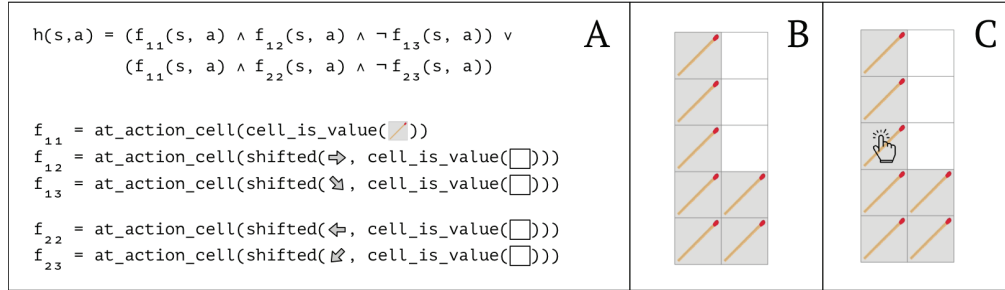 h(s,a) = (f₁₁(s, a) ∧ f₁₂(s, a) ∧ ¬f₁₃(s, a)) ∨
(f₁₁(s, a) ∧ f₂₂(s, a) ∧ ¬f₂₃(s, a))
f₁₁ = at_action_cell(cell_is_value( ))
f₁₂ = at_action_cell(shifted(⇨, cell_is_value(□)))
f₁₃ = at_action_cell(shifted(⬂, cell_is_value(□)))
f₂₂ = at_action_cell(shifted(⇦, cell_is_value(□)))
f₂₃ = at_action_cell(shifted(⬃, cell_is_value(□)))
A
B
C